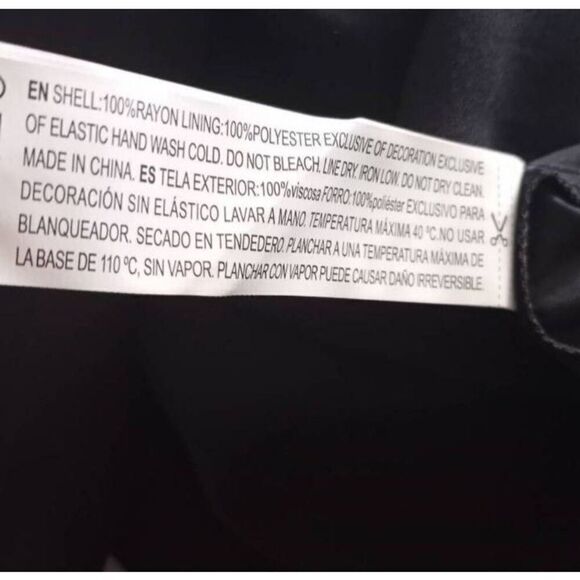 EN SHELL:100%RAYON LINING:100%POLYESTER EXCLUSIVE OF DECORATION EXCLUSIVE
OF ELASTIC HAND WASH COLD. DO NOT BLEACH. LINE DRY. IRON LOW. DO NOT DRY CLEAN.
MADE IN CHINA. ES TELA EXTERIOR:100%viscosa FORRO:100%poliéster EXCLUSIVO PARA
DECORACIÓN SIN ELÁSTICO LAVAR A MANO. TEMPERATURA MÁXIMA 40 ºC.NO USAR
BLANQUEADOR. SECADO EN TENDEDERO. PLANCHAR A UNA TEMPERATURA MÁXIMA DE
LA BASE DE 110 ºC, SIN VAPOR. PLANCHAR CON VAPOR PUEDE CAUSAR DAÑO IRREVERSIBLE.